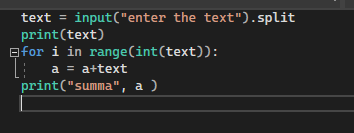 text = input("enter the text").split
print(text)
for i in range(int(text)):
    a = a+text
print("summa", a )